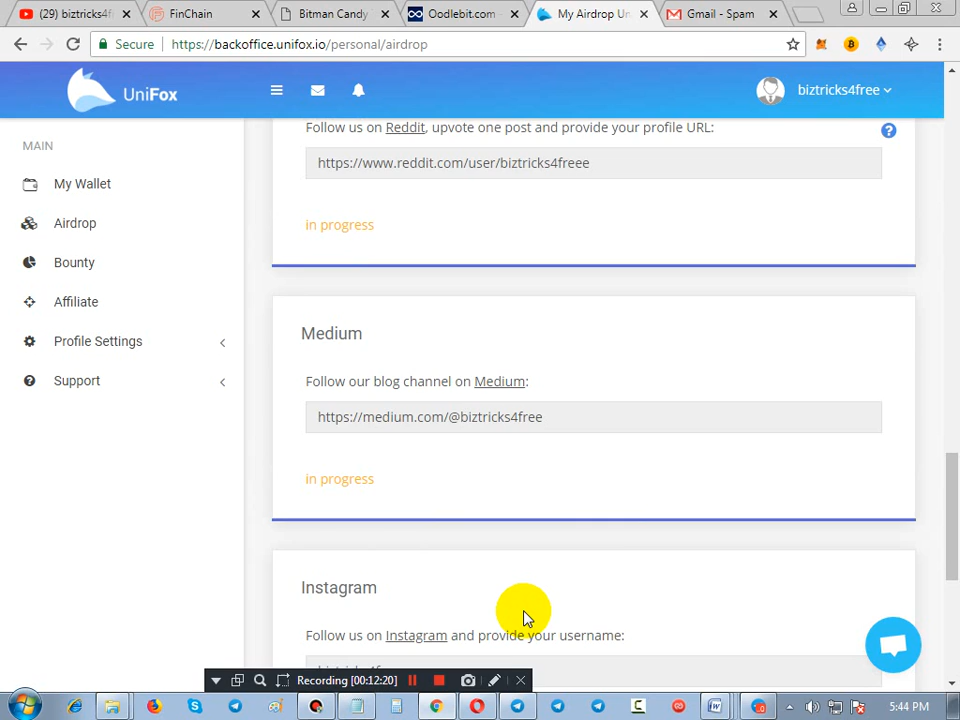 (29) biztricks4f
FinChain
Bitman Candy
Oodlebit.com -
My Airdrop Un
Gmail - Spam
Secure
https://backoffice.unifox.io/personal/airdrop
UniFox
biztricks4free
MAIN
My Wallet
Airdrop
Bounty
Affiliate
Profile Settings
Support
Follow us on Reddit, upvote one post and provide your profile URL:
https://www.reddit.com/user/biztricks4freee
in progress
Medium
Follow our blog channel on Medium:
https://medium.com/@biztricks4free
in progress
Instagram
Follow us on Instagram and provide your username:
Recording [00:12:20]
5:44 PM